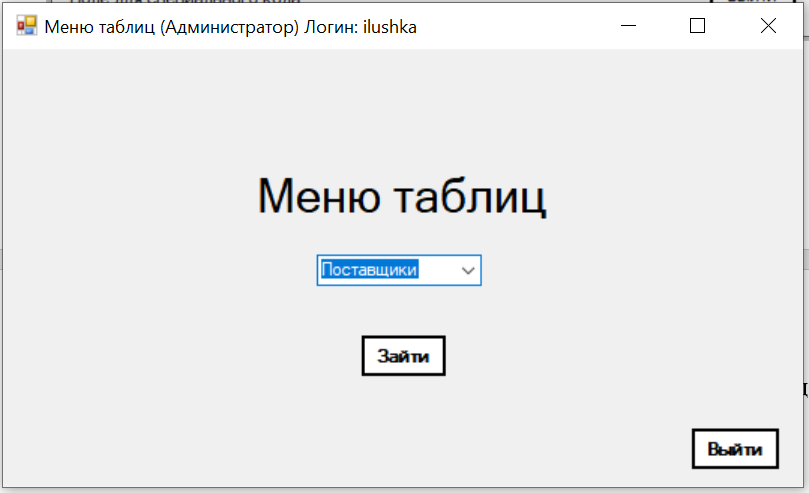 Меню таблиц (Администратор) Логин: ilushka
Меню таблиц
Поставщики
Зайти
Выйти